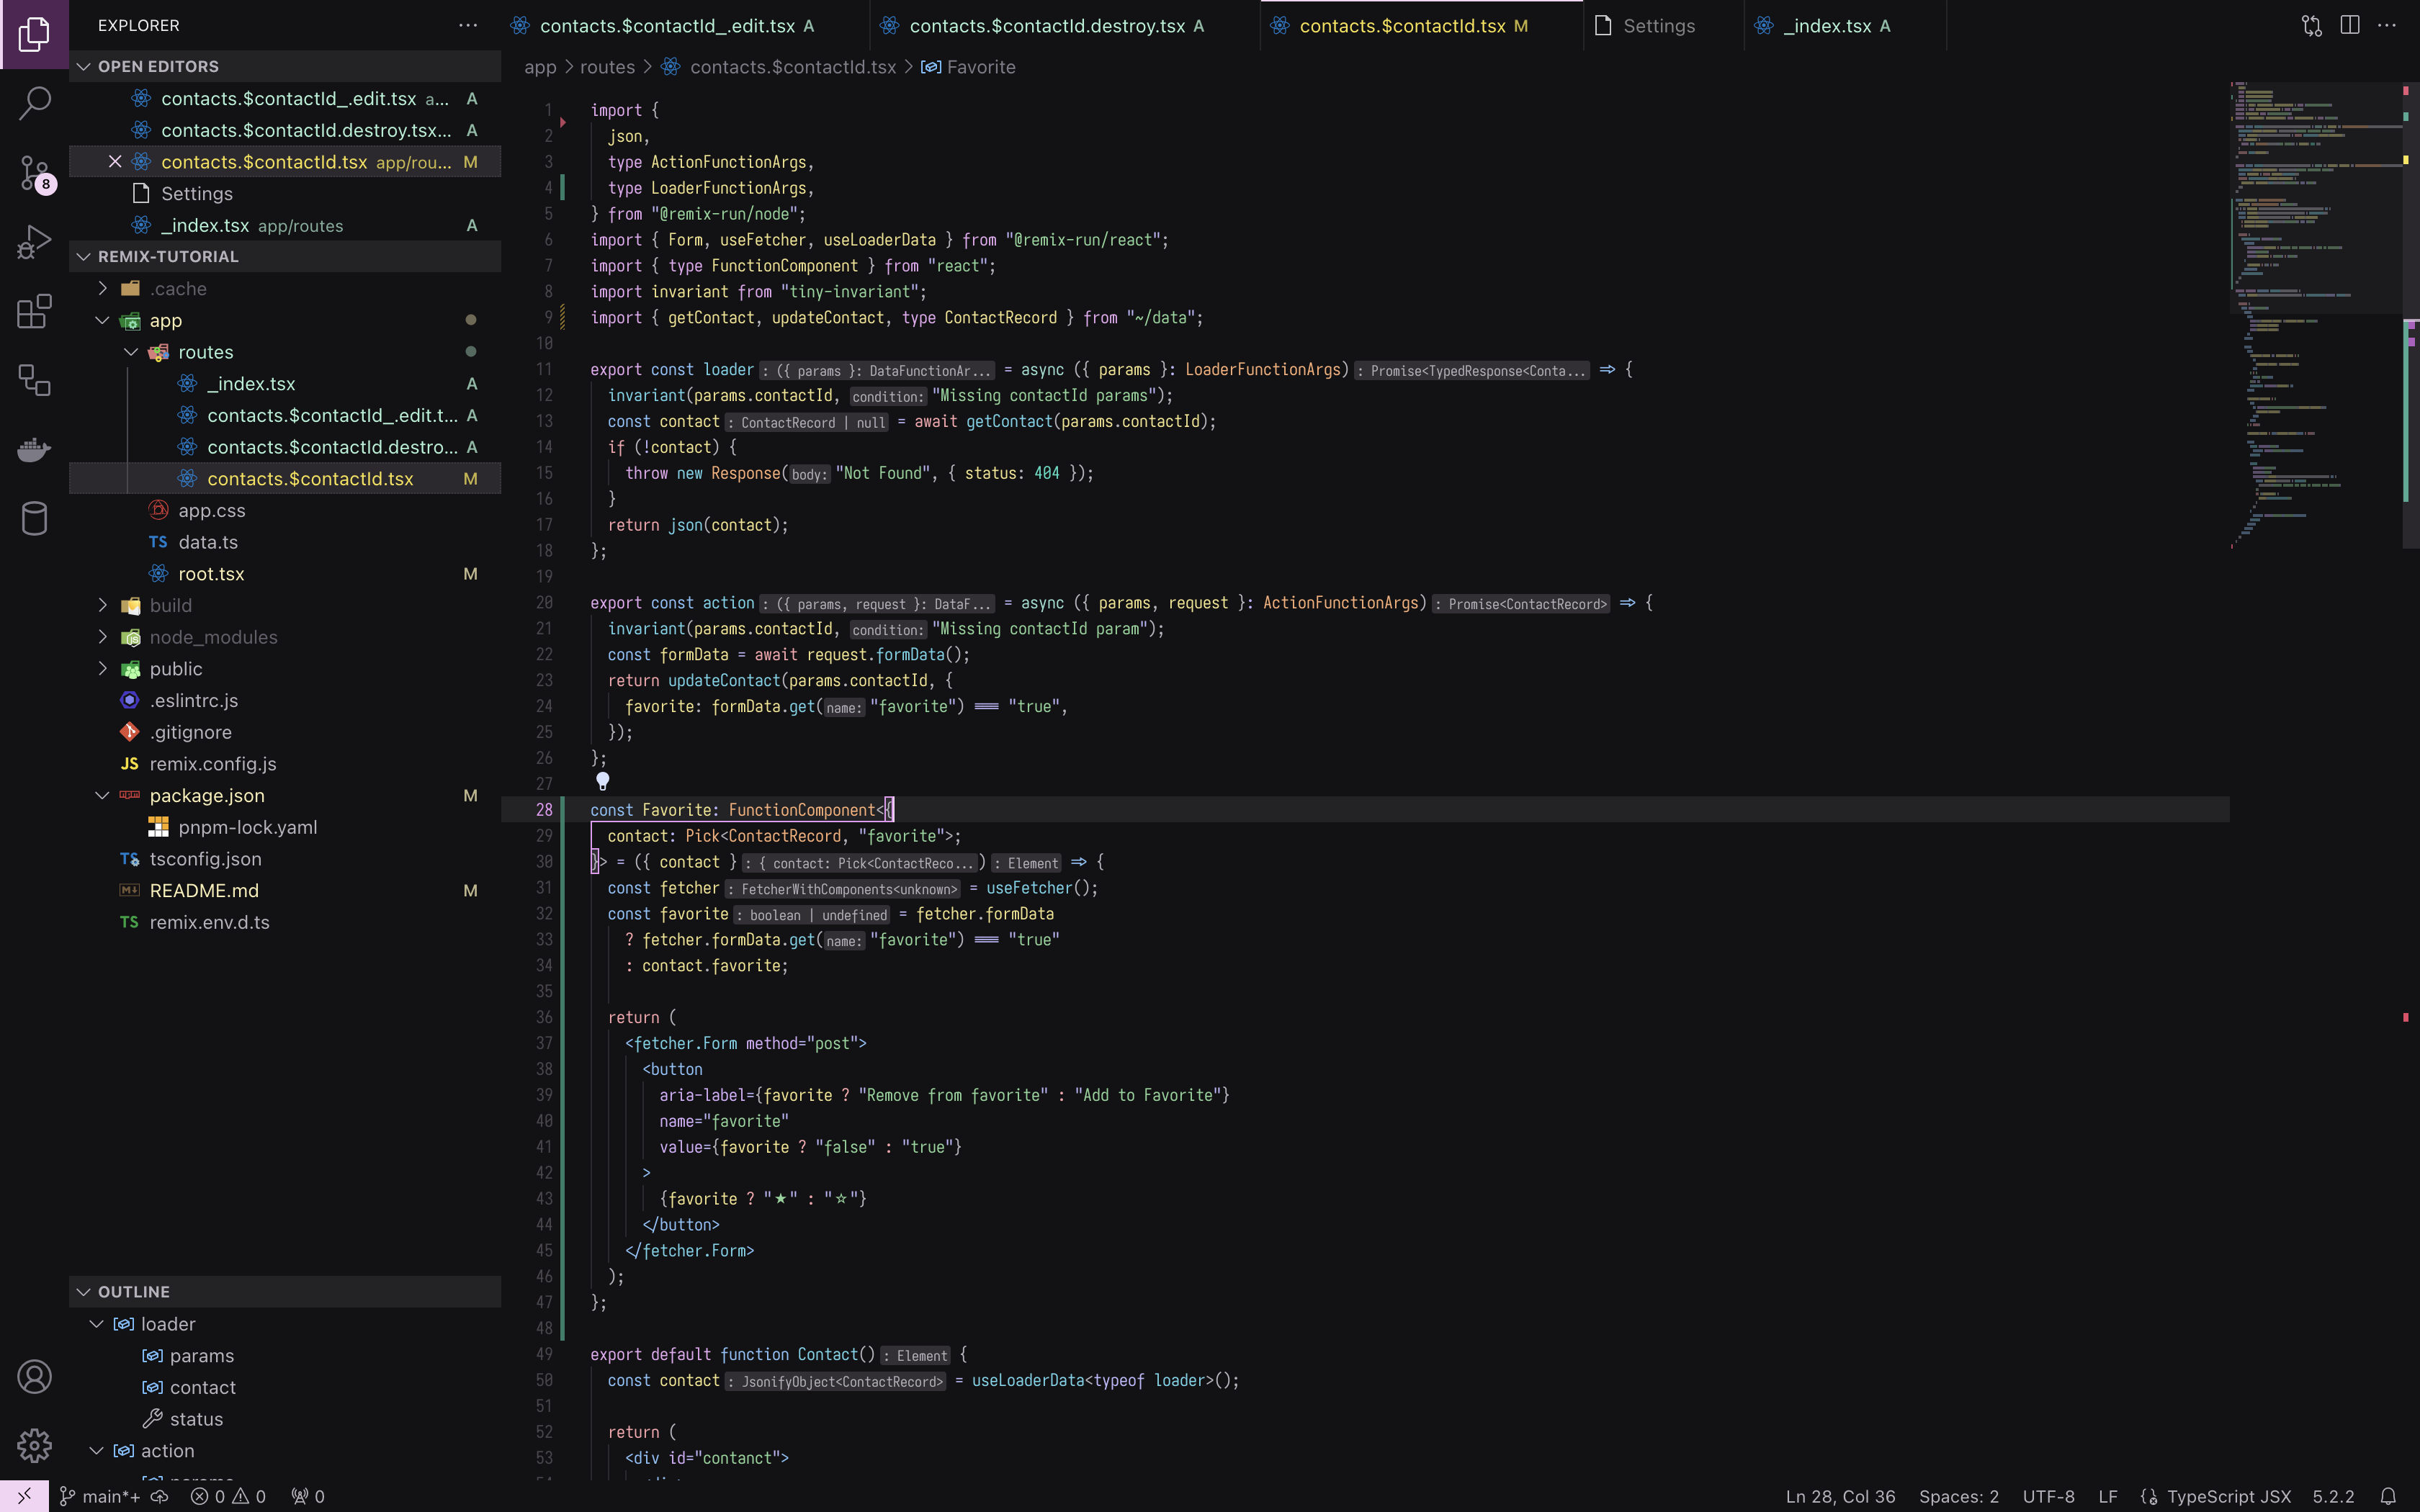 EXPLORER
OPEN EDITORS
contacts.$contactId_.edit.tsx a... A
contacts.$contactId.destroy.tsx... A
contacts.$contactId.tsx app/rou... M
Settings
_index.tsx app/routes A
REMIX-TUTORIAL
.cache
app
routes
_index.tsx A
contacts.$contactId_.edit.t... A
contacts.$contactId.destro... A
contacts.$contactId.tsx M
app.css
TS data.ts
root.tsx M
build
node_modules
public
.eslintrc.js
.gitignore
JS remix.config.js
package.json M
pnpm-lock.yaml
TS tsconfig.json
README.md M
TS remix.env.d.ts
OUTLINE
loader
params
contact
status
action
8
contacts.$contactId_.edit.tsx A contacts.$contactId.destroy.tsx A contacts.$contactId.tsx M Settings _index.tsx A
app > routes > contacts.$contactId.tsx > Favorite
1 import {
2 json,
3 type ActionFunctionArgs,
4 type LoaderFunctionArgs,
5 } from "@remix-run/node";
6 import { Form, useFetcher, useLoaderData } from "@remix-run/react";
7 import { type FunctionComponent } from "react";
8 import invariant from "tiny-invariant";
9 import { getContact, updateContact, type ContactRecord } from "~/data";
10
11 export const loader : ({ params }: DataFunctionAr... = async ({ params }: LoaderFunctionArgs) : Promise<TypedResponse<Conta... => {
12 invariant(params.contactId, condition: "Missing contactId params");
13 const contact : ContactRecord | null = await getContact(params.contactId);
14 if (!contact) {
15 throw new Response(body: "Not Found", { status: 404 });
16 }
17 return json(contact);
18 };
19
20 export const action : ({ params, request }: DataF... = async ({ params, request }: ActionFunctionArgs) : Promise<ContactRecord> => {
21 invariant(params.contactId, condition: "Missing contactId param");
22 const formData = await request.formData();
23 return updateContact(params.contactId, {
24 favorite: formData.get(name: "favorite") === "true",
25 });
26 };
27
28 const Favorite: FunctionComponent<{
29 contact: Pick<ContactRecord, "favorite">;
30 }> = ({ contact } : { contact: Pick<ContactReco... ) : Element => {
31 const fetcher : FetcherWithComponents<unknown> = useFetcher();
32 const favorite : boolean | undefined = fetcher.formData
33 ? fetcher.formData.get(name: "favorite") === "true"
34 : contact.favorite;
35
36 return (
37 <fetcher.Form method="post">
38 <button
39 aria-label={favorite ? "Remove from favorite" : "Add to Favorite"}
40 name="favorite"
41 value={favorite ? "false" : "true"}
42 >
43 {favorite ? "★" : "☆"}
44 </button>
45 </fetcher.Form>
46 );
47 };
48
49 export default function Contact() : Element {
50 const contact : JsonifyObject<ContactRecord> = useLoaderData<typeof loader>();
51
52 return (
53 <div id="contanct">
main*+ 0 0 0 Ln 28, Col 36 Spaces: 2 UTF-8 LF TypeScript JSX 5.2.2